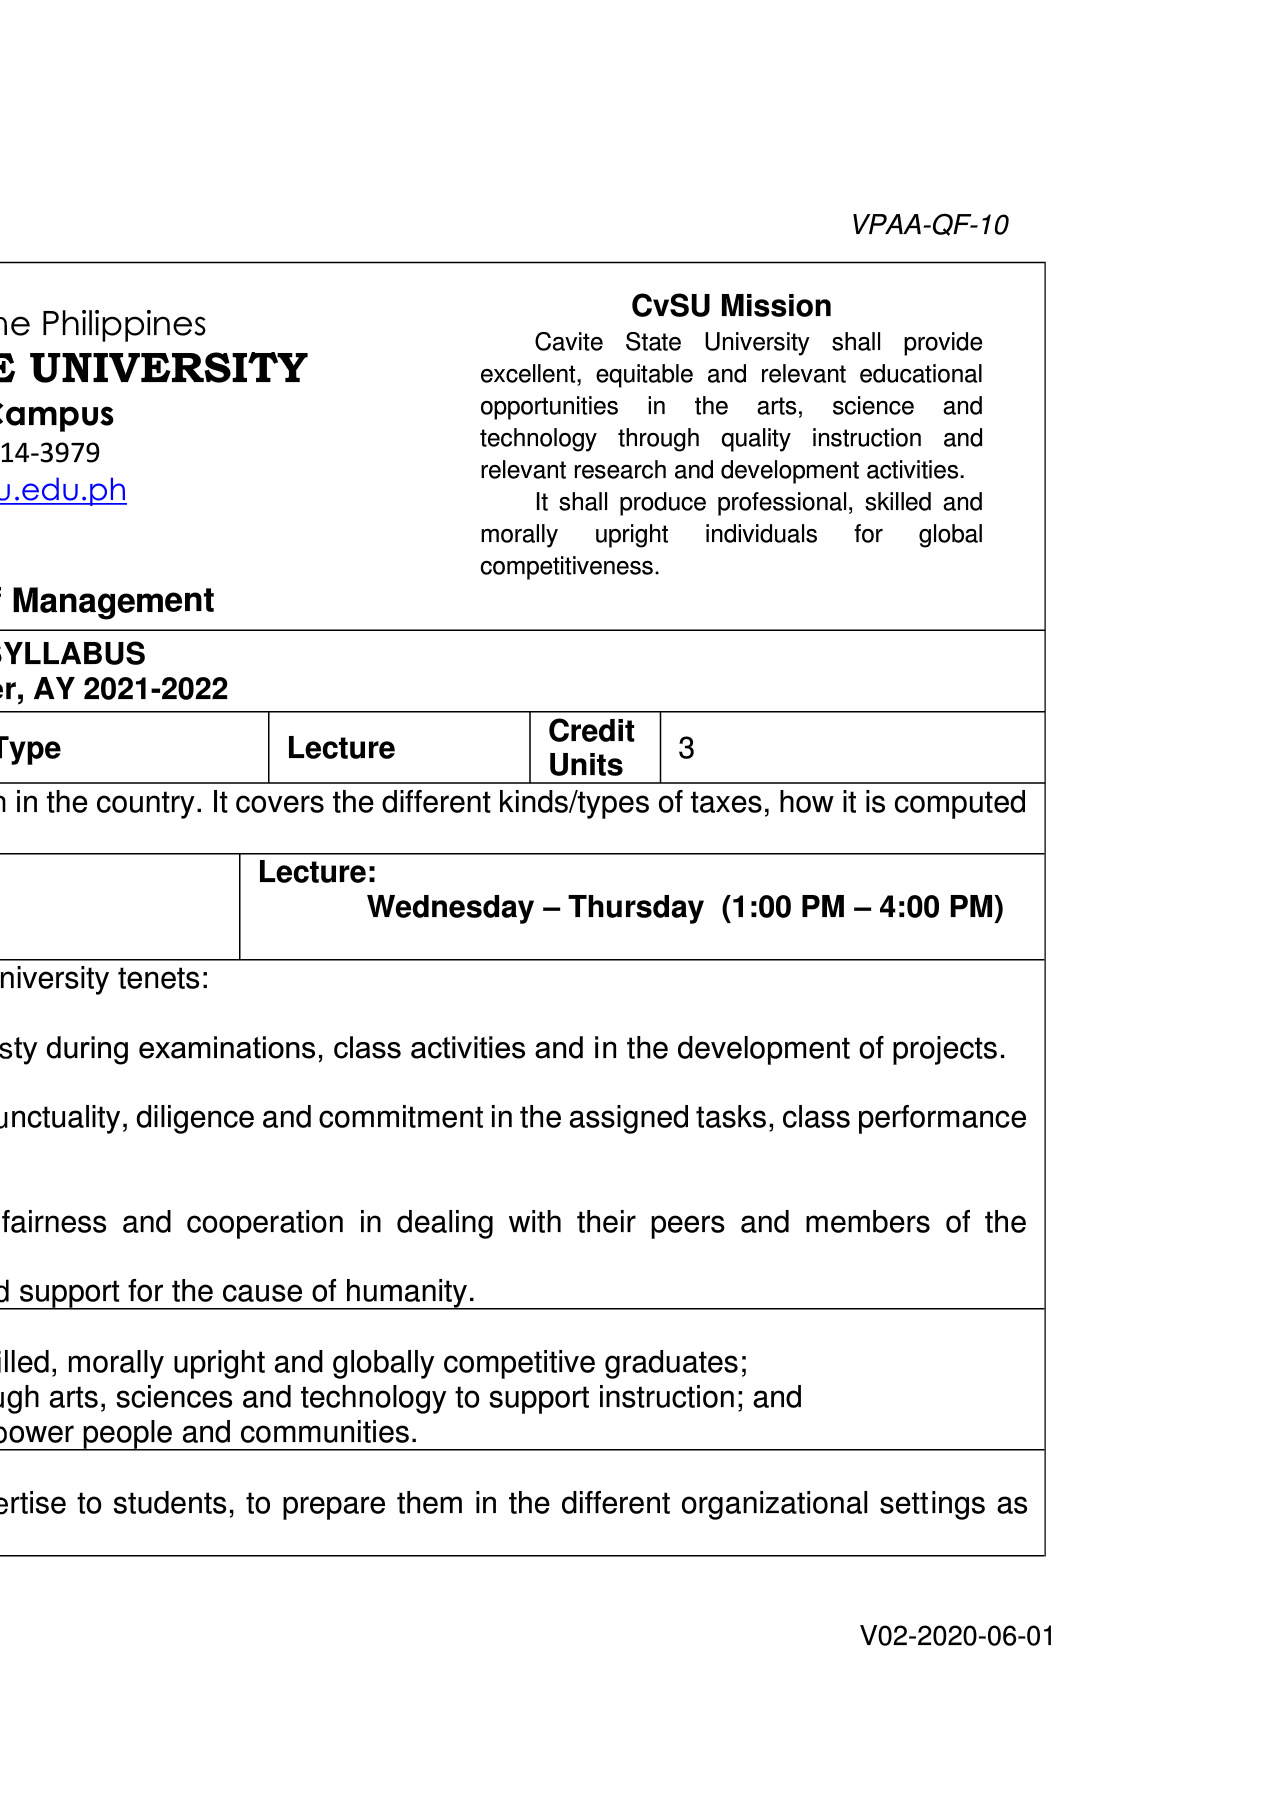 VPAA-QF-10
ne Philippines
E UNIVERSITY
Campus
14-3979
u.edu.ph
f Management
CvSU Mission
Cavite State University shall provide
excellent, equitable and relevant educational
opportunities in the arts, science and
technology through quality instruction and
relevant research and development activities.
It shall produce professional, skilled and
morally upright individuals for global
competitiveness.
SYLLABUS
er, AY 2021-2022
Type Lecture Credit Units 3
n in the country. It covers the different kinds/types of taxes, how it is computed
Lecture:
Wednesday – Thursday (1:00 PM – 4:00 PM)
niversity tenets:
sty during examinations, class activities and in the development of projects.
unctuality, diligence and commitment in the assigned tasks, class performance
fairness and cooperation in dealing with their peers and members of the
d support for the cause of humanity.
illed, morally upright and globally competitive graduates;
ugh arts, sciences and technology to support instruction; and
power people and communities.
ertise to students, to prepare them in the different organizational settings as
V02-2020-06-01